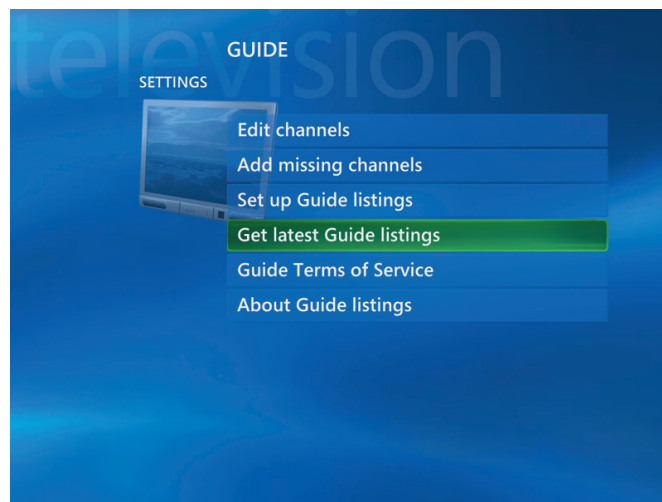 television
GUIDE
SETTINGS
Edit channels
Add missing channels
Set up Guide listings
Get latest Guide listings
Guide Terms of Service
About Guide listings